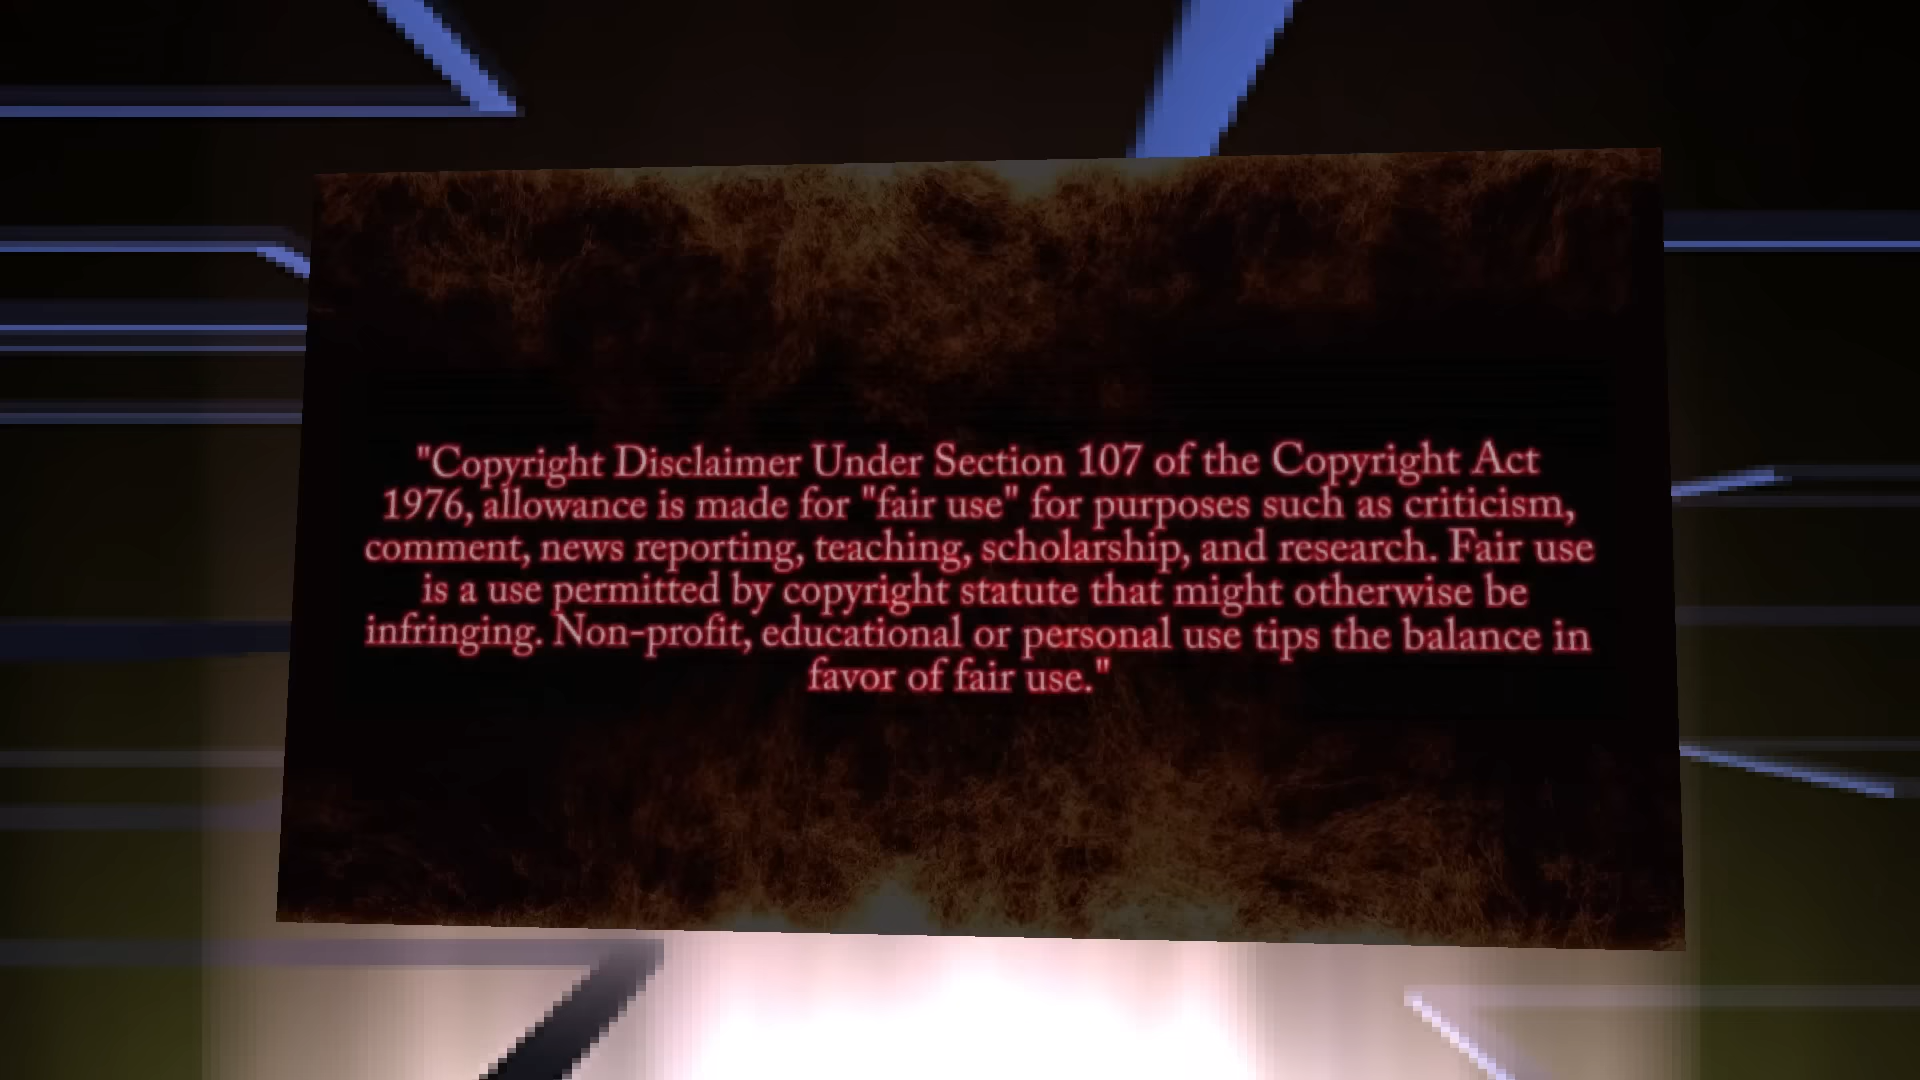 "Copyright Disclaimer Under Section 107 of the Copyright Act
1976, allowance is made for "fair use" for purposes such as criticism,
comment, news reporting, teaching, scholarship, and research. Fair use
is a use permitted by copyright statute that might otherwise be
infringing. Non-profit, educational or personal use tips the balance in
favor of fair use."